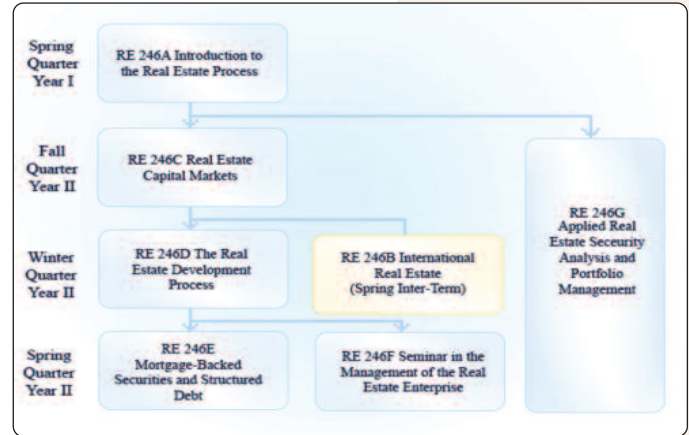 Spring
Quarter
Year I
RE 246A Introduction to
the Real Estate Process
Fall
Quarter
Year II
RE 246C Real Estate
Capital Markets
RE 246G
Applied Real
Estate Seceurity
Analysis and
Portfolio
Management
Winter
Quarter
Year II
RE 246D The Real
Estate Development
Process
RE 246B International
Real Estate
(Spring Inter-Term)
Spring
Quarter
Year II
RE 246E
Mortgage-Backed
Securities and Structured
Debt
RE 246F Seminar in the
Management of the Real
Estate Enterprise